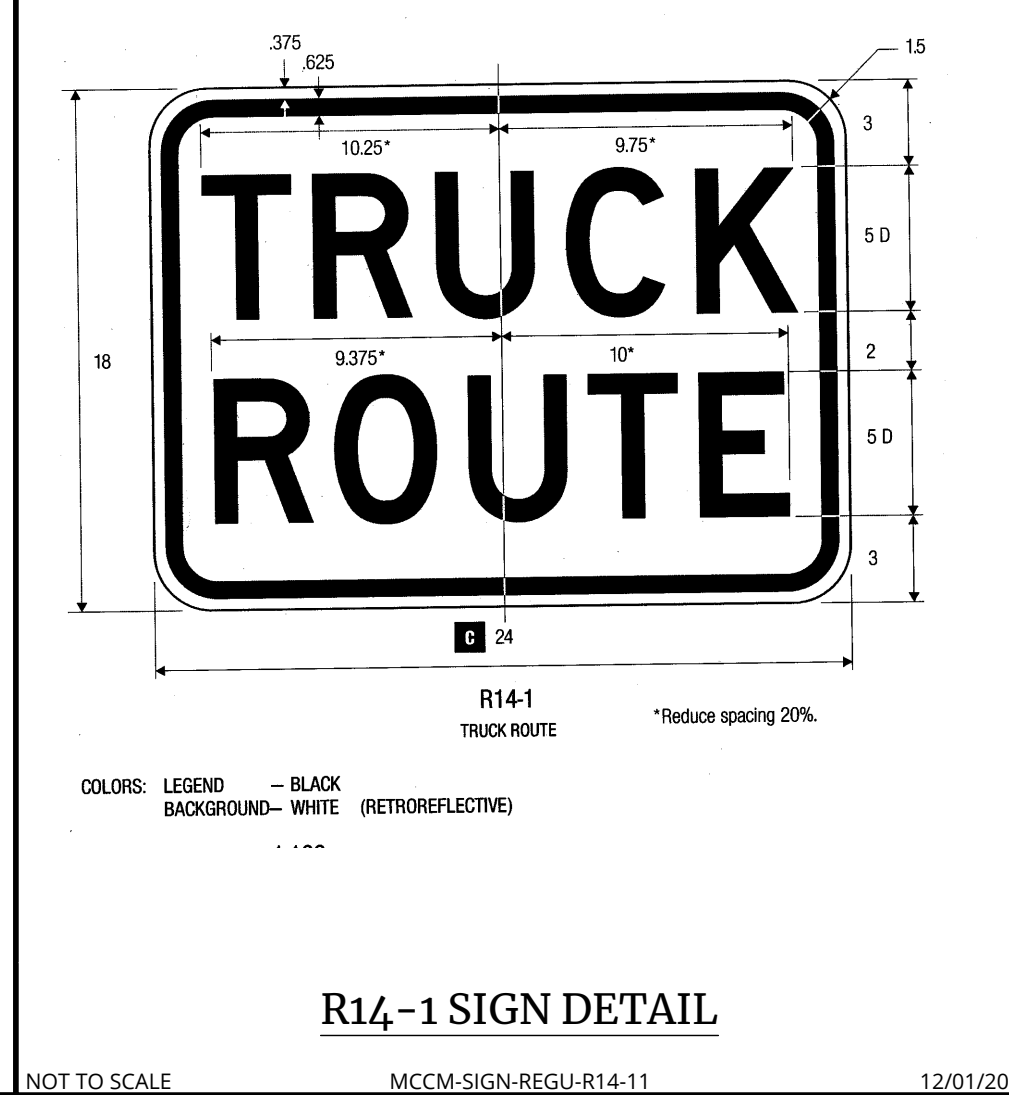 .375
.625
1.5
10.25*
9.75*
3
TRUCK
5 D
18
9.375*
10*
2
ROUTE
5 D
3
C 24
R14-1
TRUCK ROUTE
*Reduce spacing 20%.
COLORS: LEGEND — BLACK
BACKGROUND— WHITE (RETROREFLECTIVE)
R14-1 SIGN DETAIL
NOT TO SCALE MCCM-SIGN-REGU-R14-11 12/01/20